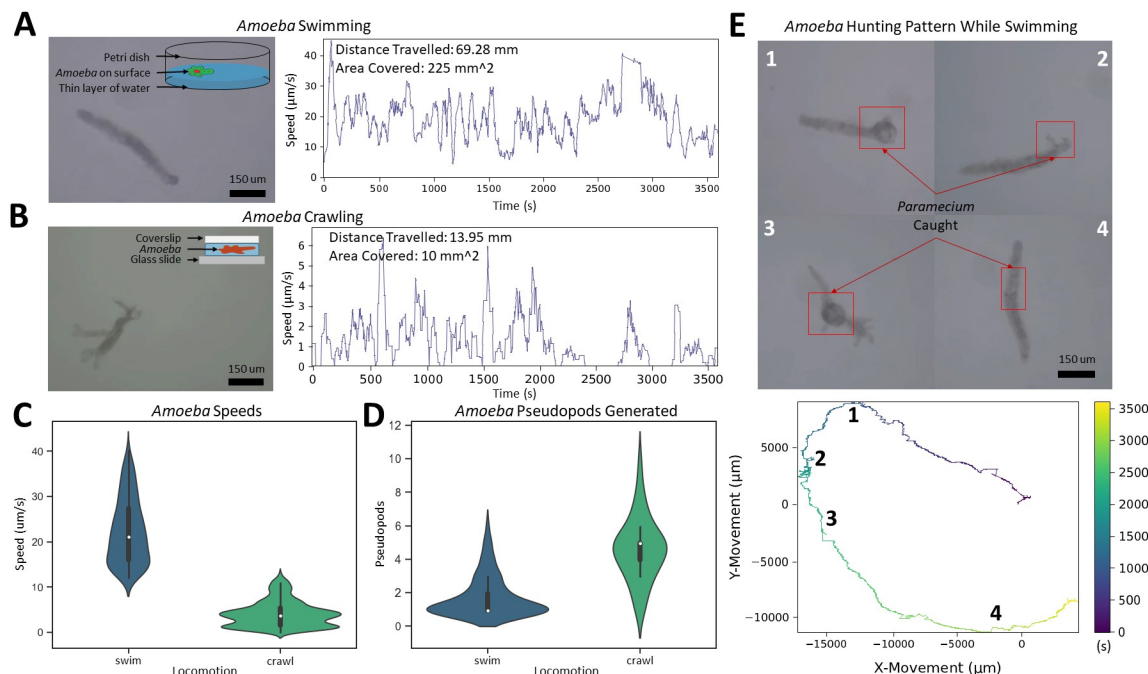 A
Amoeba Swimming
Petri dish
Amoeba on surface
Thin layer of water
150 um
Distance Travelled: 69.28 mm
Area Covered: 225 mm^2
Speed (µm/s)
40
30
20
10
0
0 500 1000 1500 2000 2500 3000 3500
Time (s)
B
Amoeba Crawling
Coverslip
Amoeba
Glass slide
150 um
Distance Travelled: 13.95 mm
Area Covered: 10 mm^2
Speed (µm/s)
6
5
4
3
2
1
0
0 500 1000 1500 2000 2500 3000 3500
Time (s)
C
Amoeba Speeds
Speed (um/s)
40
30
20
10
0
swim crawl
Locomotion
D
Amoeba Pseudopods Generated
Pseudopods
12
10
8
6
4
2
0
swim crawl
Locomotion
E
Amoeba Hunting Pattern While Swimming
1 2
Paramecium
Caught
3 4
150 um
Y-Movement (µm)
5000
0
−5000
−10000
1
2
3
4
−15000 −10000 −5000 0
X-Movement (µm)
3500
3000
2500
2000
1500
1000
500
0
(s)